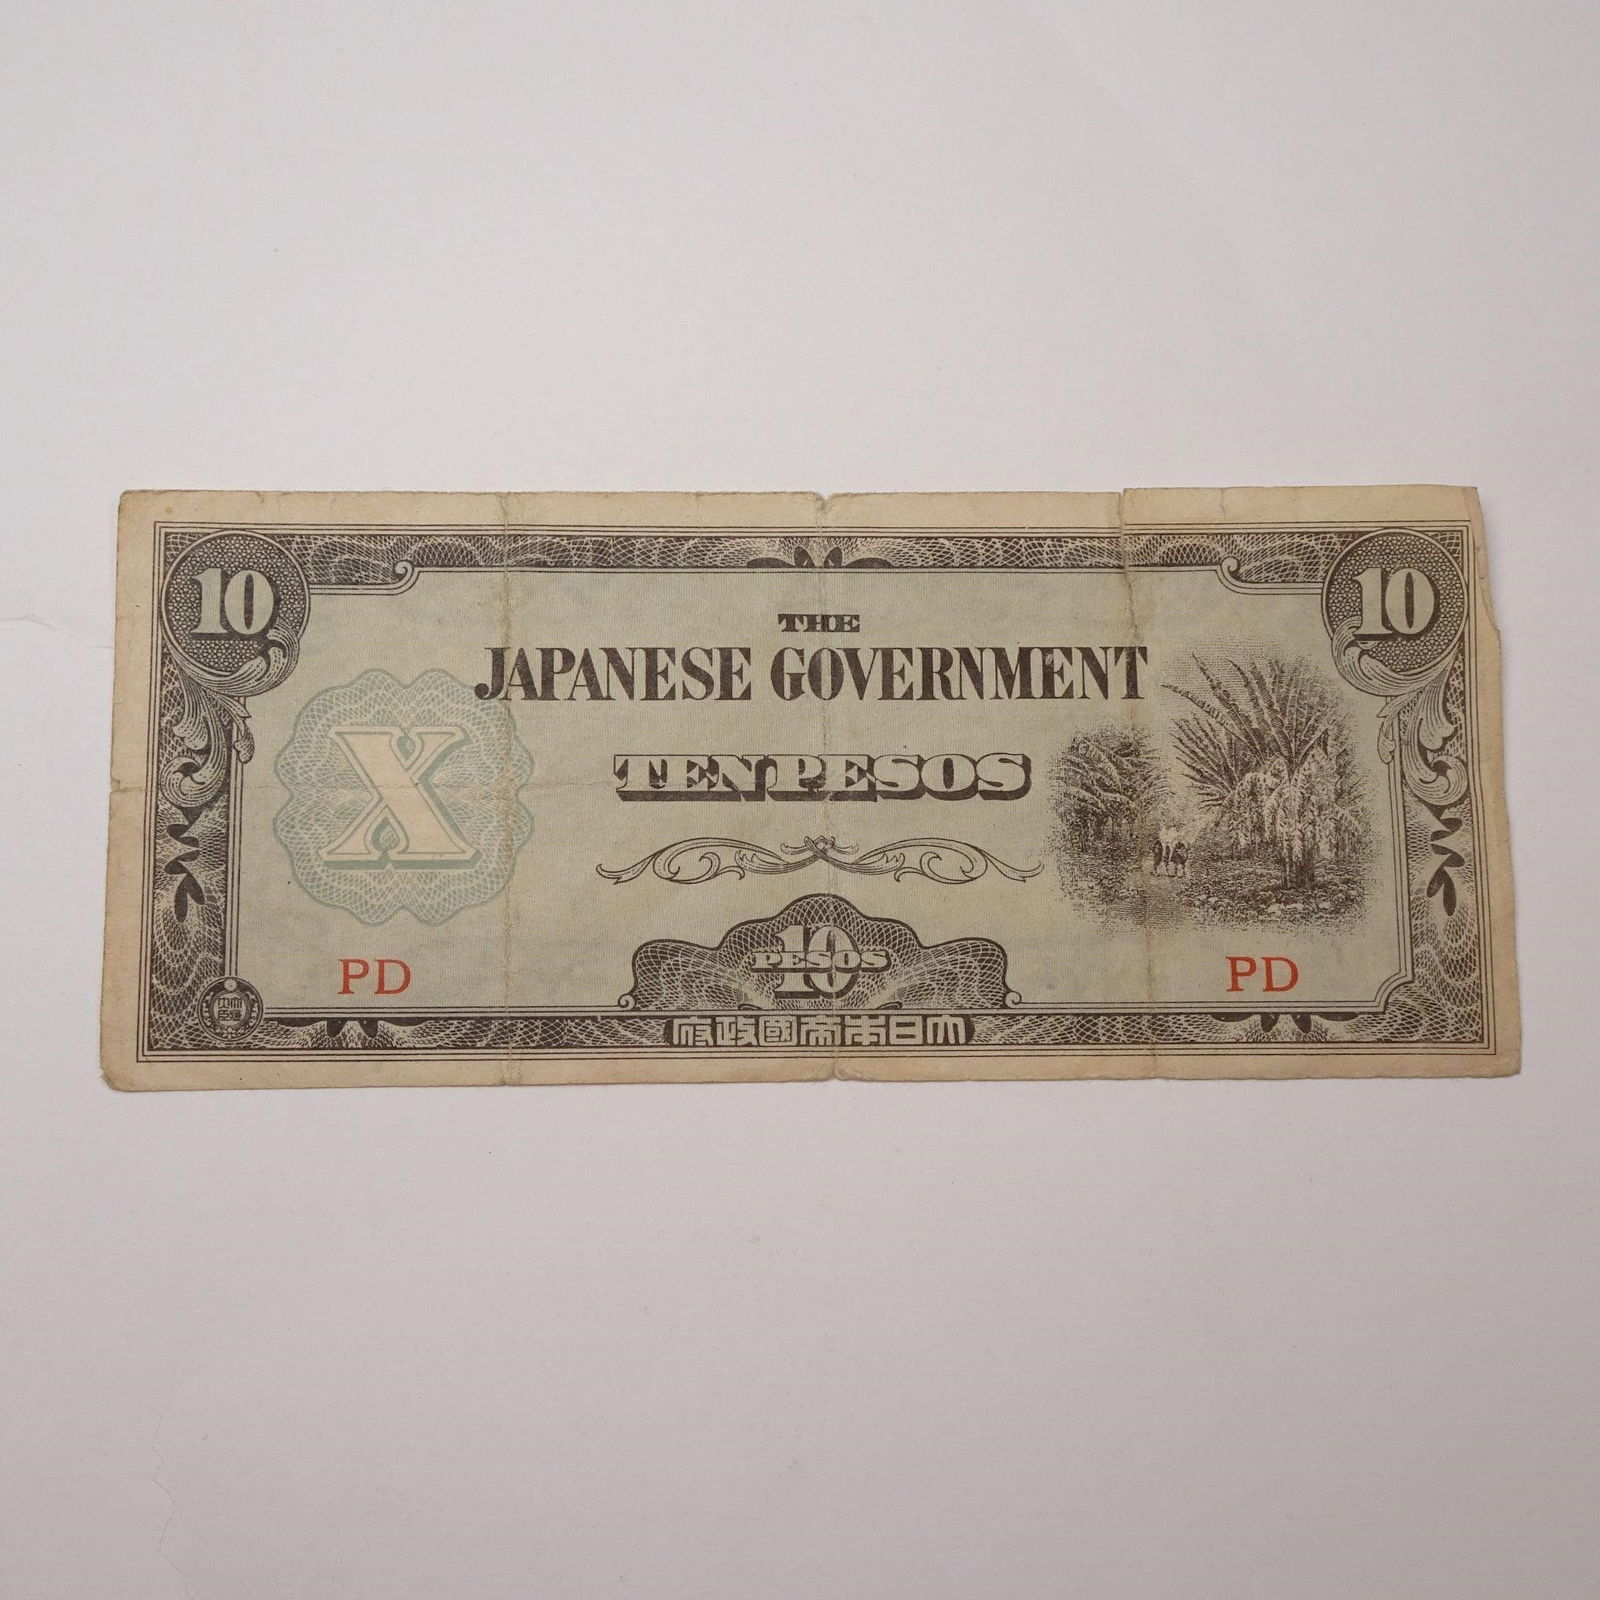 10
10
THE
JAPANESE GOVERNMENT
X
TEN PESOS
10
PESOS
PD
PD
府政國帝本日大